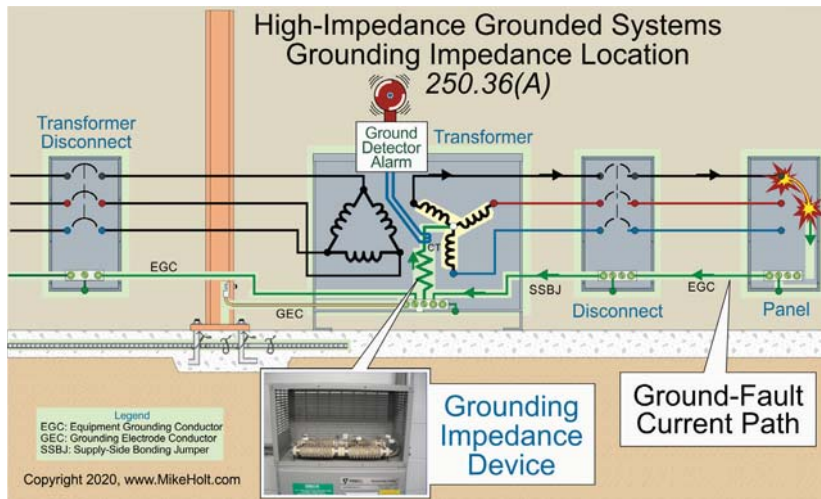 High-Impedance Grounded Systems
Grounding Impedance Location
250.36(A)
Transformer
Disconnect
Ground
Detector
Alarm
Transformer
CT
EGC
GEC
SSBJ
EGC
Disconnect
Panel
Legend
EGC: Equipment Grounding Conductor
GEC: Grounding Electrode Conductor
SSBJ: Supply-Side Bonding Jumper
Copyright 2020, www.MikeHolt.com
Grounding
Impedance
Device
Ground-Fault
Current Path